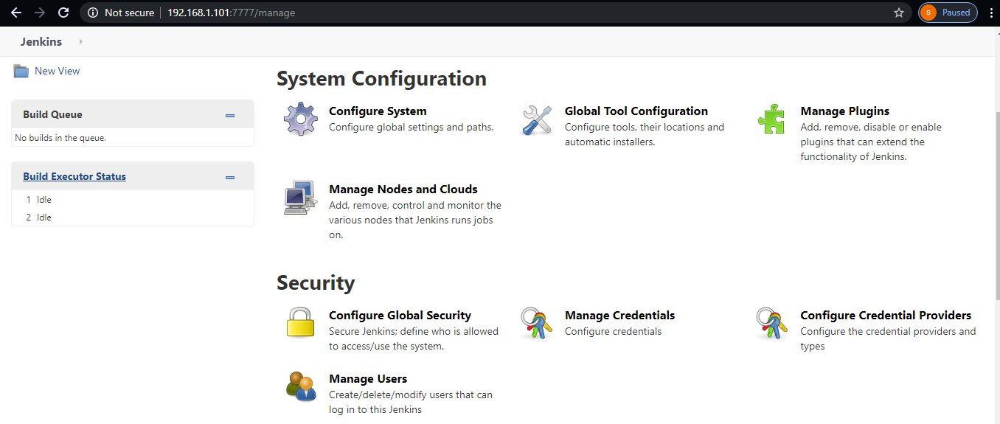 Not secure 192.168.1.101:7777/manage S Paused
Jenkins
New View
Build Queue
No builds in the queue.
Build Executor Status
1 Idle
2 Idle
System Configuration
Configure System
Configure global settings and paths.
Global Tool Configuration
Configure tools, their locations and
automatic installers.
Manage Plugins
Add, remove, disable or enable
plugins that can extend the
functionality of Jenkins.
Manage Nodes and Clouds
Add, remove, control and monitor the
various nodes that Jenkins runs jobs
on.
Security
Configure Global Security
Secure Jenkins; define who is allowed
to access/use the system.
Manage Credentials
Configure credentials
Configure Credential Providers
Configure the credential providers and
types
Manage Users
Create/delete/modify users that can
log in to this Jenkins